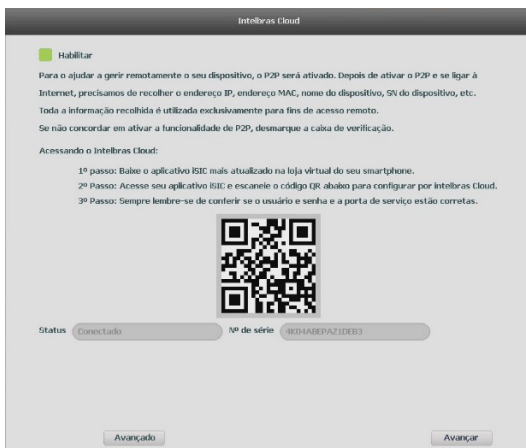 Intelbras Cloud
Habilitar
Para o ajudar a gerir remotamente o seu dispositivo, o P2P será ativado. Depois de ativar o P2P e se ligar à
Internet, precisamos de recolher o endereço IP, endereço MAC, nome do dispositivo, SN do dispositivo, etc.
Toda a informação recolhida é utilizada exclusivamente para fins de acesso remoto.
Se não concordar em ativar a funcionalidade de P2P, desmarque a caixa de verificação.
Acessando o Intelbras Cloud:
1º passo: Baixe o aplicativo iSIC mais atualizado na loja virtual do seu smartphone.
2º Passo: Acesse seu aplicativo iSIC e escaneie o código QR abaixo para configurar por intelbras Cloud.
3º Passo: Sempre lembre-se de conferir se o usuário e senha e a porta de serviço estão corretas.
Status Conectado Nº de série 4K04ABEPAZ1DEB3
Avançado Avançar